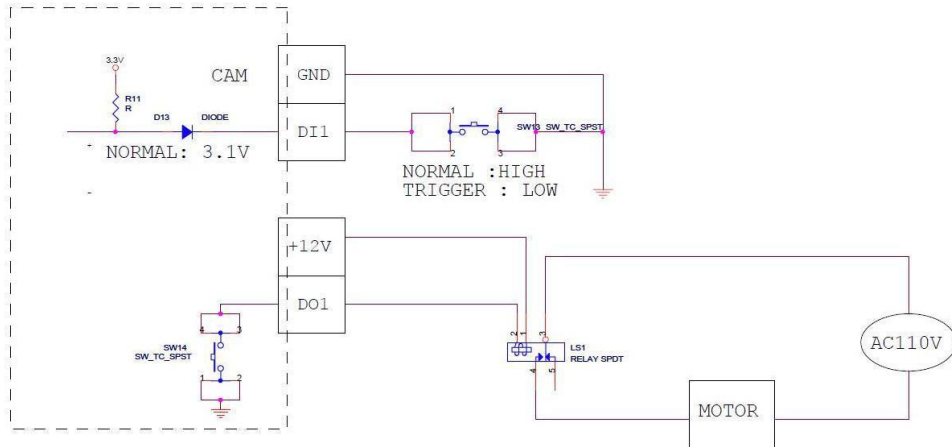 3.3V
R11
R
CAM
GND
D13 DIODE
DI1
NORMAL: 3.1V
-
-
1 4
SW13 SW_TC_SPST
2 3
NORMAL :HIGH
TRIGGER : LOW
+12V
DO1
4 3
SW14
SW_TC_SPST
1 2
2 1 3
LS1
RELAY SPDT
4 5
AC110V
MOTOR